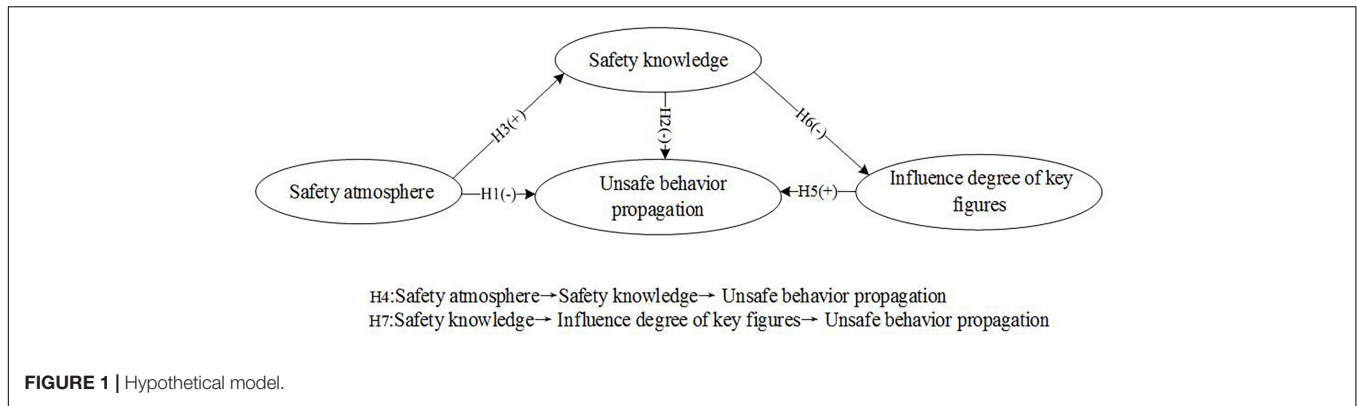 Safety knowledge
H3(+)
H2(-)
H6(-)
Safety atmosphere
H1(-)
Unsafe behavior
propagation
H5(+)
Influence degree of key
figures
H4:Safety atmosphere→Safety knowledge→ Unsafe behavior propagation
H7:Safety knowledge→ Influence degree of key figures→ Unsafe behavior propagation
FIGURE 1 | Hypothetical model.